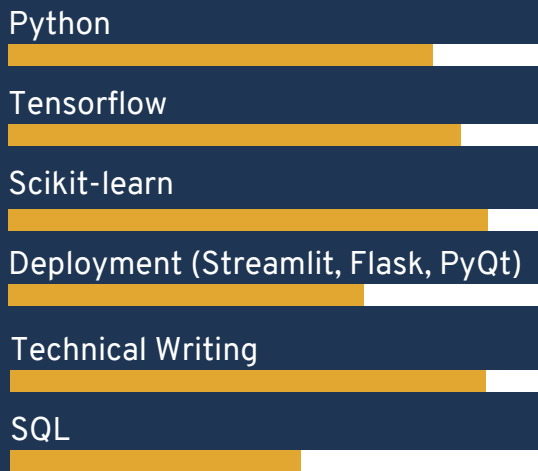 Python
Tensorflow
Scikit-learn
Deployment (Streamlit, Flask, PyQt)
Technical Writing
SQL